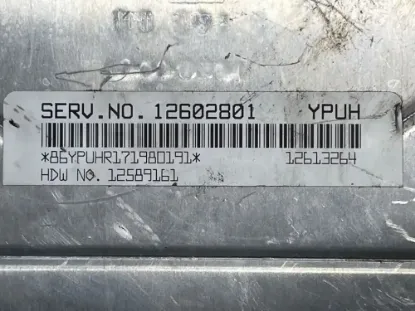 SERV.NO. 12602801 YPUH
*86YPUHR171980191* 12613264
HDW NO. 12589161